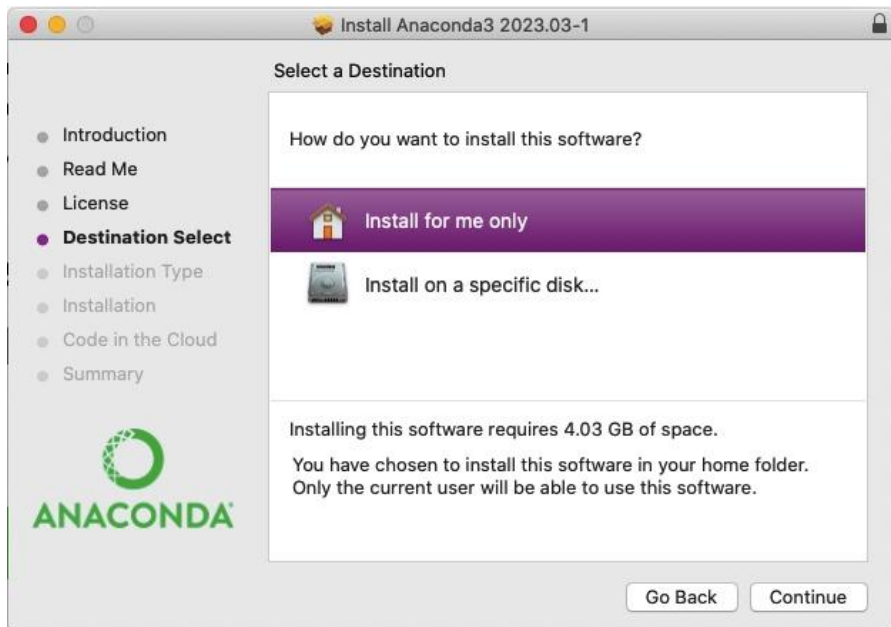 Install Anaconda3 2023.03-1
Select a Destination
Introduction
Read Me
License
Destination Select
Installation Type
Installation
Code in the Cloud
Summary
ANACONDA
How do you want to install this software?
Install for me only
Install on a specific disk...
Installing this software requires 4.03 GB of space.
You have chosen to install this software in your home folder.
Only the current user will be able to use this software.
Go Back
Continue